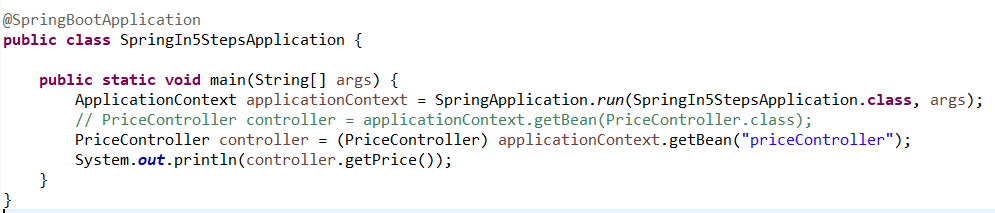 @SpringBootApplication
public class SpringIn5StepsApplication {
public static void main(String[] args) {
ApplicationContext applicationContext = SpringApplication.run(SpringIn5StepsApplication.class, args);
// PriceController controller = applicationContext.getBean(PriceController.class);
PriceController controller = (PriceController) applicationContext.getBean("priceController");
System.out.println(controller.getPrice());
}
}